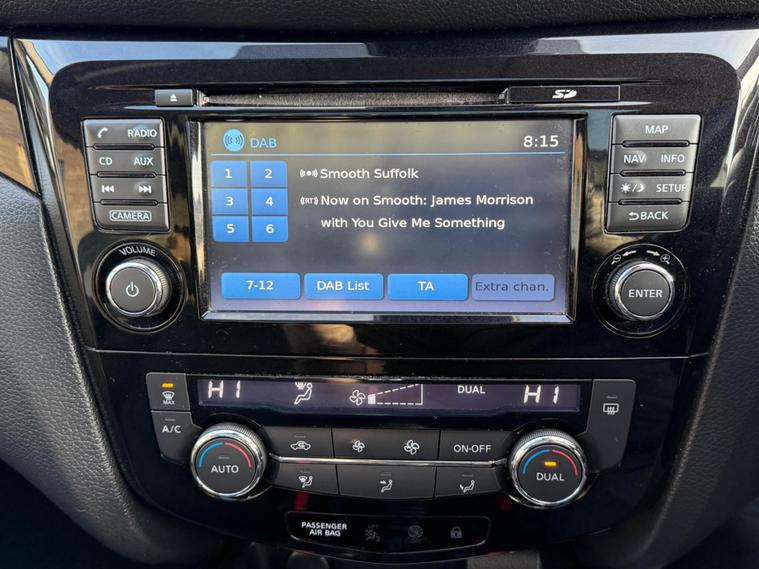 SD
RADIO
CD AUX
CAMERA
VOLUME
DAB 8:15
1 2
3 4
5 6
Smooth Suffolk
(RT) Now on Smooth: James Morrison
with You Give Me Something
7-12 DAB List TA Extra chan.
MAP
NAV INFO
SETUP
BACK
ENTER
HI DUAL HI
MAX
A/C
AUTO
ON·OFF
DUAL
PASSENGER
AIR BAG
OFF